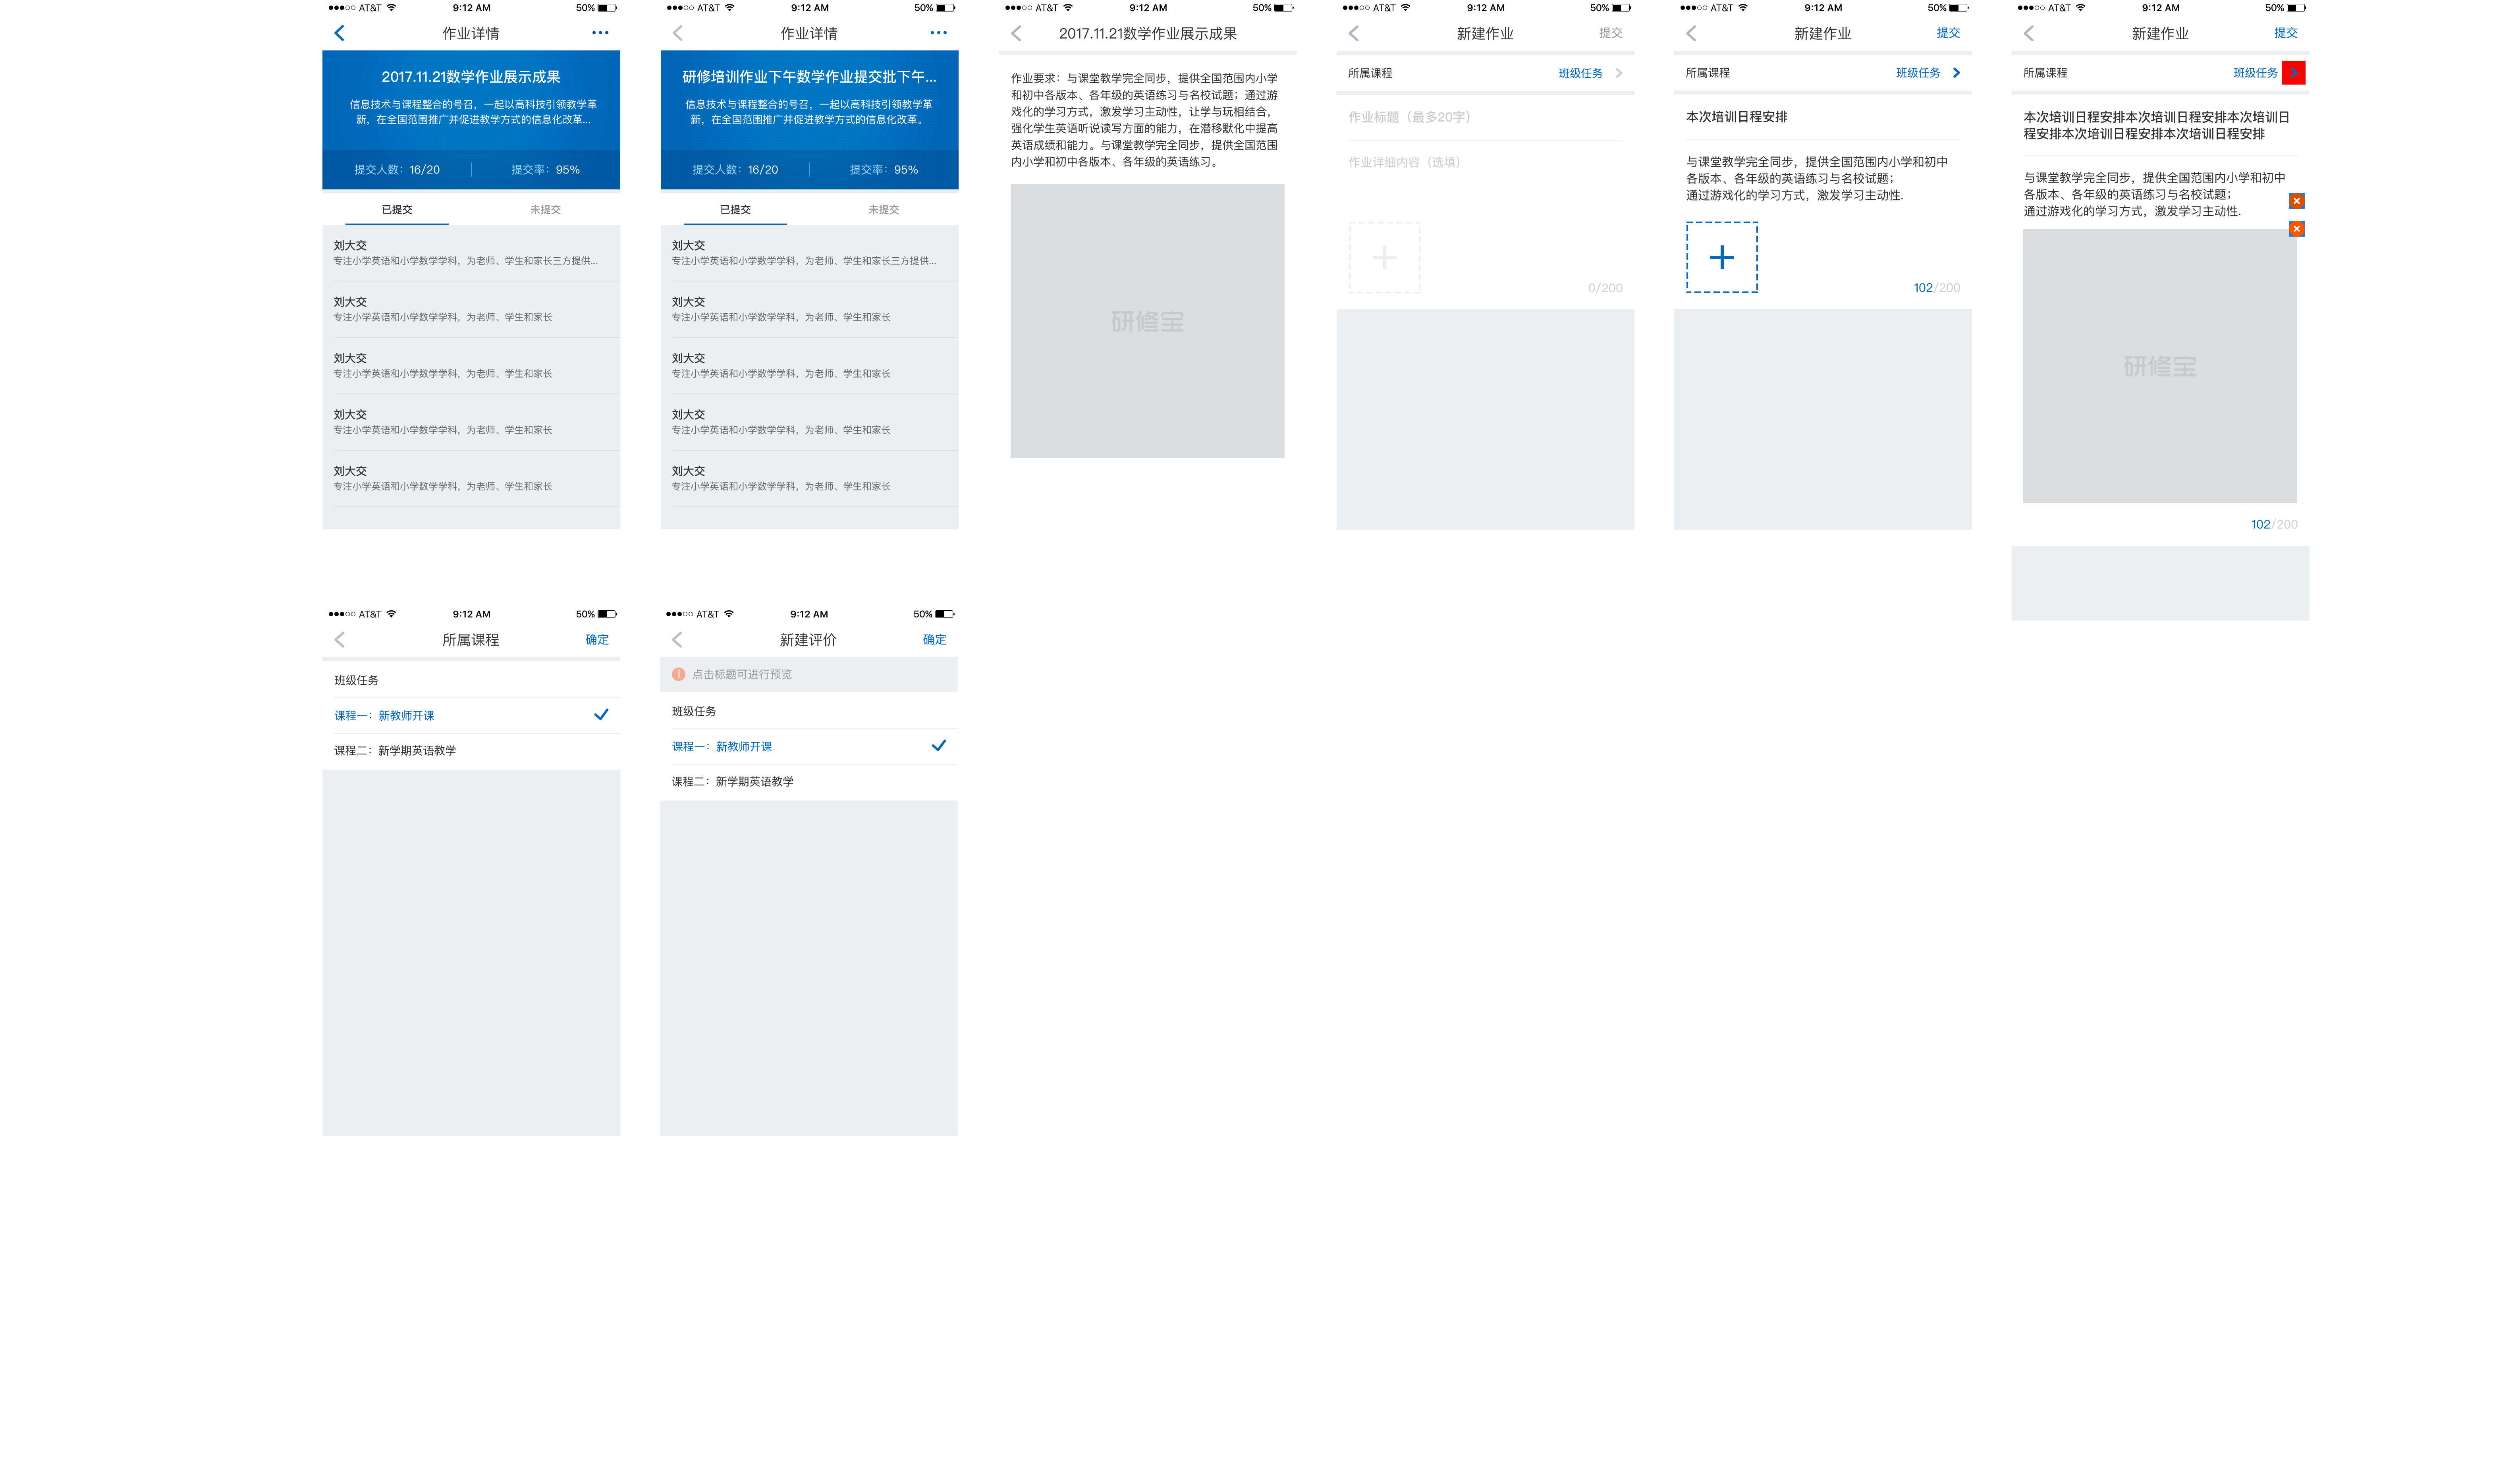 AT&T 9:12 AM 50%
作业详情
2017.11.21数学作业展示成果
信息技术与课程整合的号召，一起以高科技引领教学革
新，在全国范围推广并促进教学方式的信息化改革...
提交人数：16/20 提交率：95%
已提交 未提交
刘大交
专注小学英语和小学数学学科，为老师、学生和家长三方提供...
刘大交
专注小学英语和小学数学学科，为老师、学生和家长
刘大交
专注小学英语和小学数学学科，为老师、学生和家长
刘大交
专注小学英语和小学数学学科，为老师、学生和家长
刘大交
专注小学英语和小学数学学科，为老师、学生和家长
AT&T 9:12 AM 50%
作业详情
研修培训作业下午数学作业提交批下午...
信息技术与课程整合的号召，一起以高科技引领教学革
新，在全国范围推广并促进教学方式的信息化改革。
提交人数：16/20 提交率：95%
已提交 未提交
刘大交
专注小学英语和小学数学学科，为老师、学生和家长三方提供...
刘大交
专注小学英语和小学数学学科，为老师、学生和家长
刘大交
专注小学英语和小学数学学科，为老师、学生和家长
刘大交
专注小学英语和小学数学学科，为老师、学生和家长
刘大交
专注小学英语和小学数学学科，为老师、学生和家长
AT&T 9:12 AM 50%
2017.11.21数学作业展示成果
作业要求：与课堂教学完全同步，提供全国范围内小学
和初中各版本、各年级的英语练习与名校试题；通过游
戏化的学习方式，激发学习主动性，让学与玩相结合，
强化学生英语听说读写方面的能力，在潜移默化中提高
英语成绩和能力。与课堂教学完全同步，提供全国范围
内小学和初中各版本、各年级的英语练习。
研修宝
AT&T 9:12 AM 50%
新建作业 提交
所属课程 班级任务
作业标题（最多20字）
作业详细内容（选填）
0/200
AT&T 9:12 AM 50%
新建作业 提交
所属课程 班级任务
本次培训日程安排
与课堂教学完全同步，提供全国范围内小学和初中
各版本、各年级的英语练习与名校试题；
通过游戏化的学习方式，激发学习主动性.
102/200
AT&T 9:12 AM 50%
新建作业 提交
所属课程 班级任务
本次培训日程安排本次培训日程安排本次培训日
程安排本次培训日程安排本次培训日程安排
与课堂教学完全同步，提供全国范围内小学和初中
各版本、各年级的英语练习与名校试题；
通过游戏化的学习方式，激发学习主动性.
研修宝
102/200
AT&T 9:12 AM 50%
所属课程 确定
班级任务
课程一：新教师开课
课程二：新学期英语教学
AT&T 9:12 AM 50%
新建评价 确定
点击标题可进行预览
班级任务
课程一：新教师开课
课程二：新学期英语教学